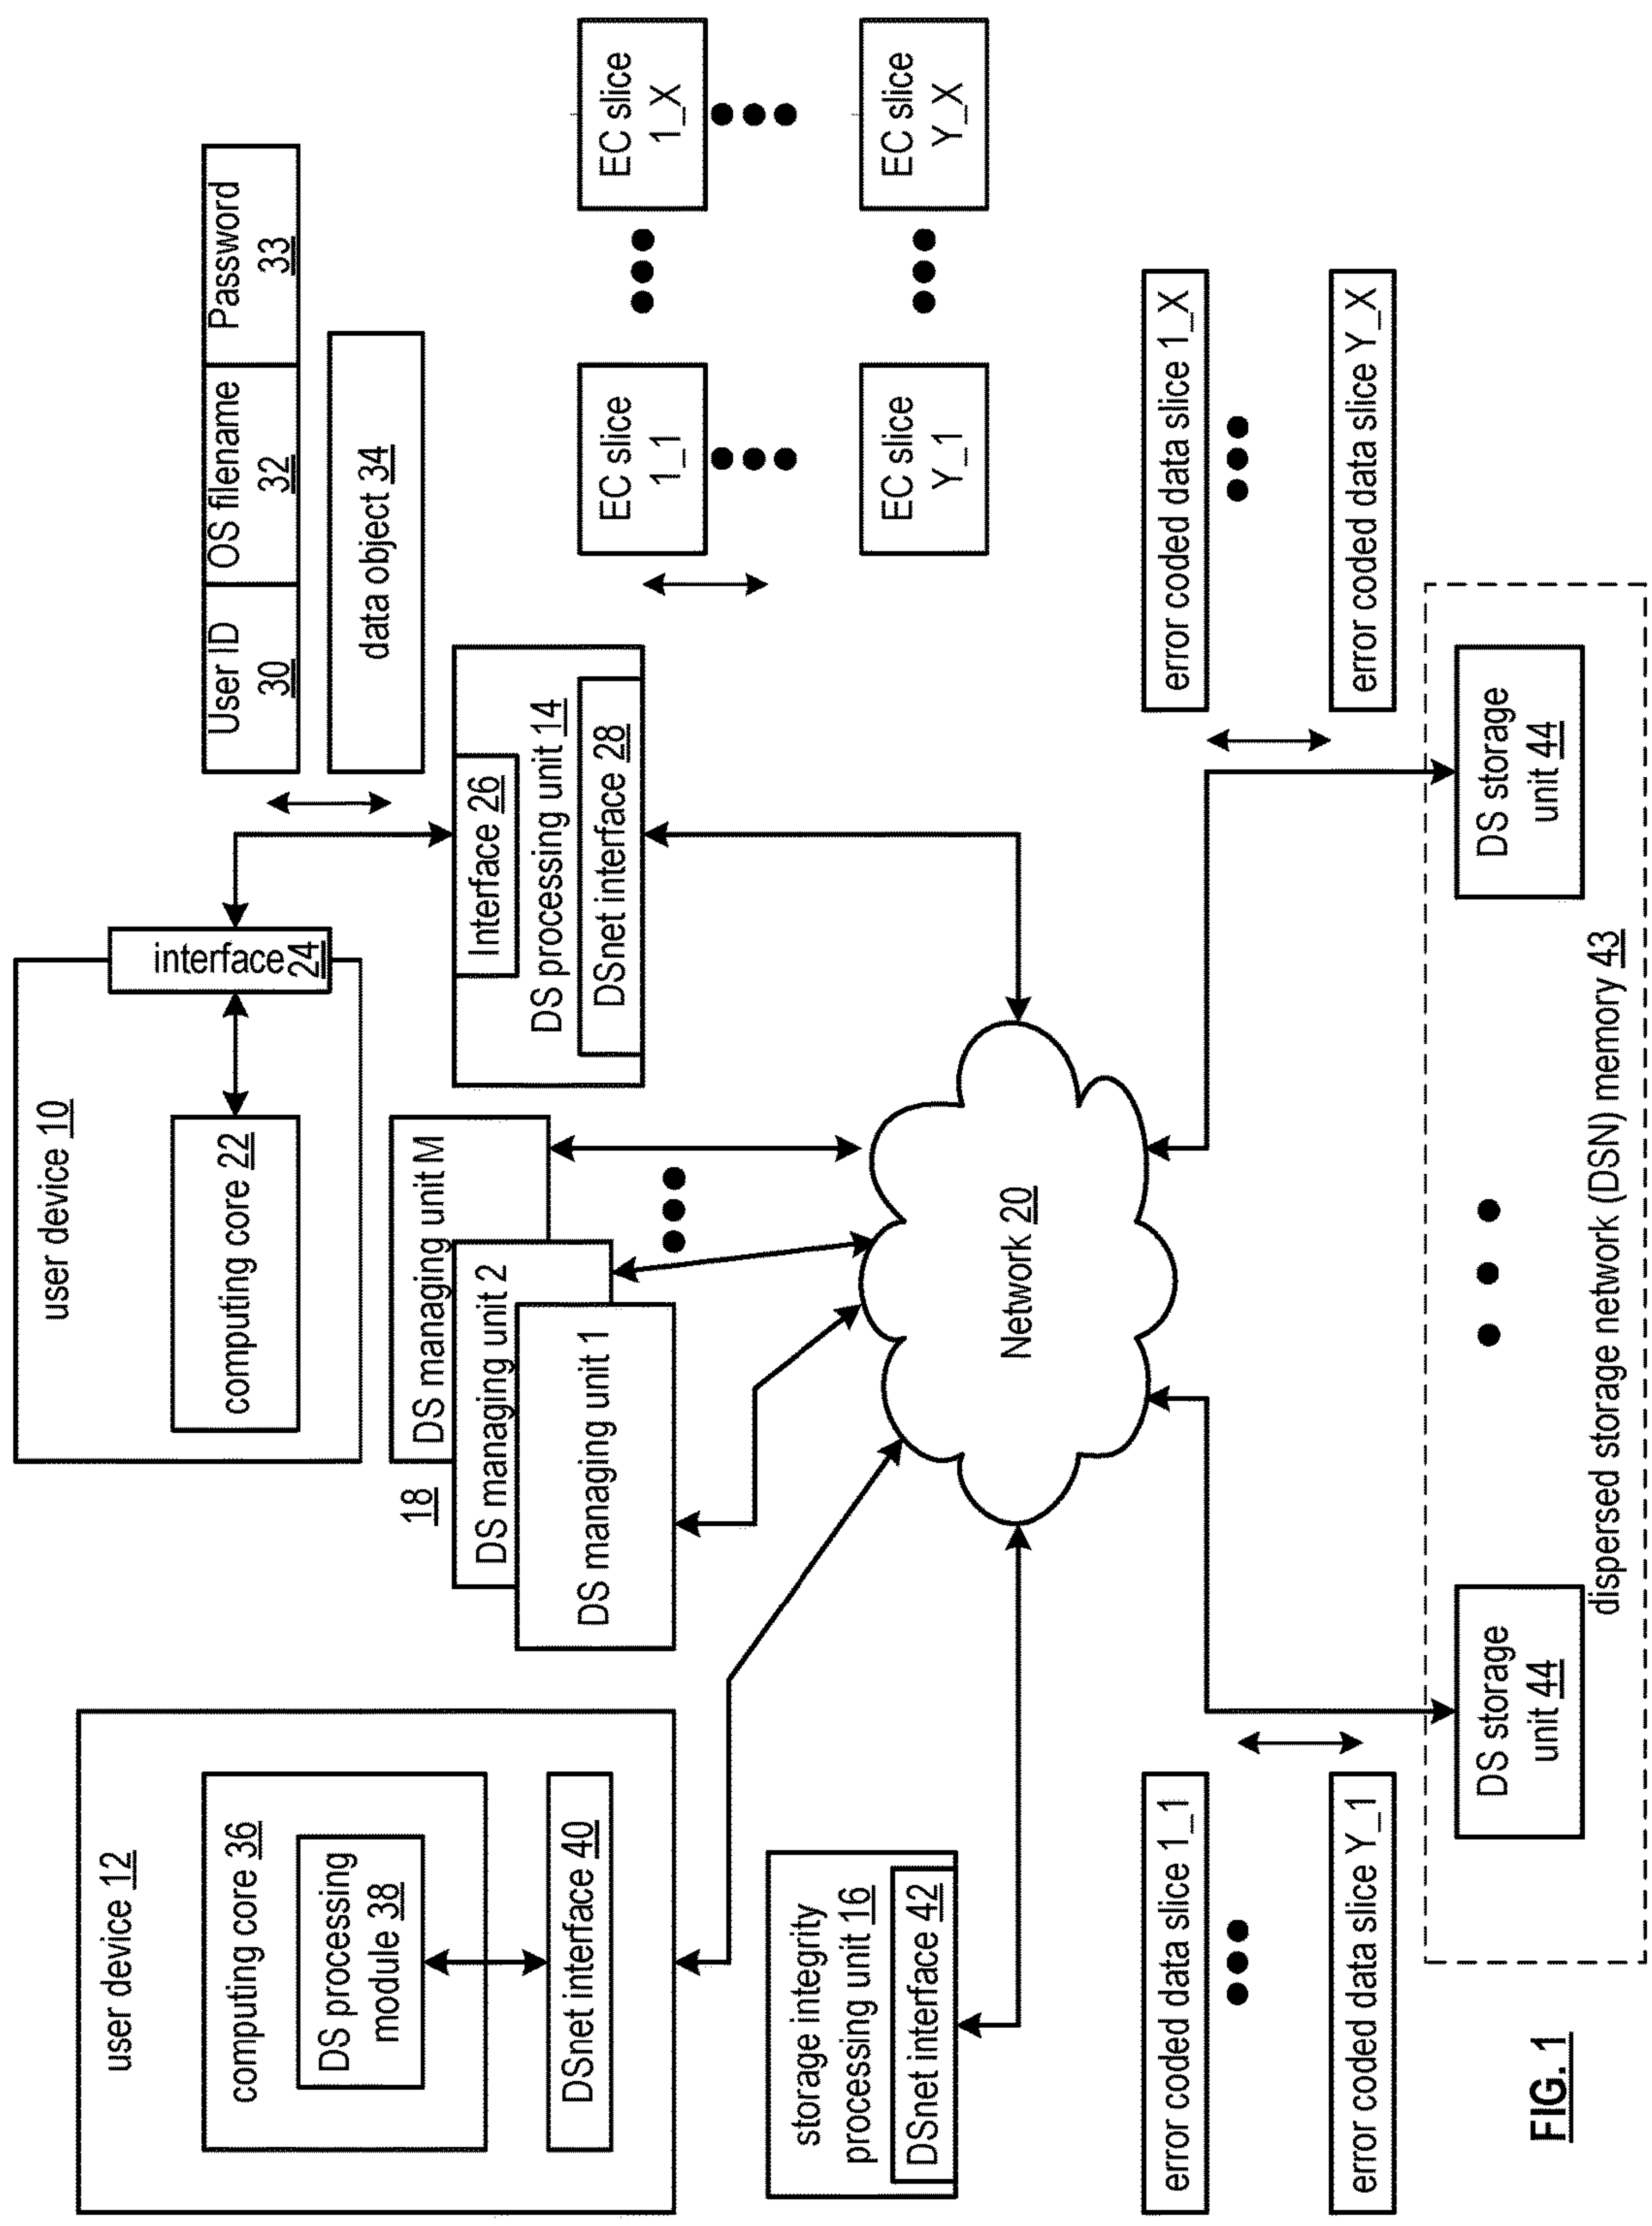 user device 12
computing core 36
DS processing
module 38
DSnet interface 40
user device 10
computing core 22
interface 24
User ID
30
OS filename
32
Password
33
data object 34
18
DS managing unit M
DS managing unit 2
DS managing unit 1
Interface 26
DS processing unit 14
DSnet interface 28
EC slice
1_1
EC slice
1_X
EC slice
Y_1
EC slice
Y_X
storage integrity
processing unit 16
DSnet interface 42
Network 20
error coded data slice 1_1
error coded data slice Y_1
error coded data slice 1_X
error coded data slice Y_X
DS storage
unit 44
DS storage
unit 44
dispersed storage network (DSN) memory 43
FIG. 1